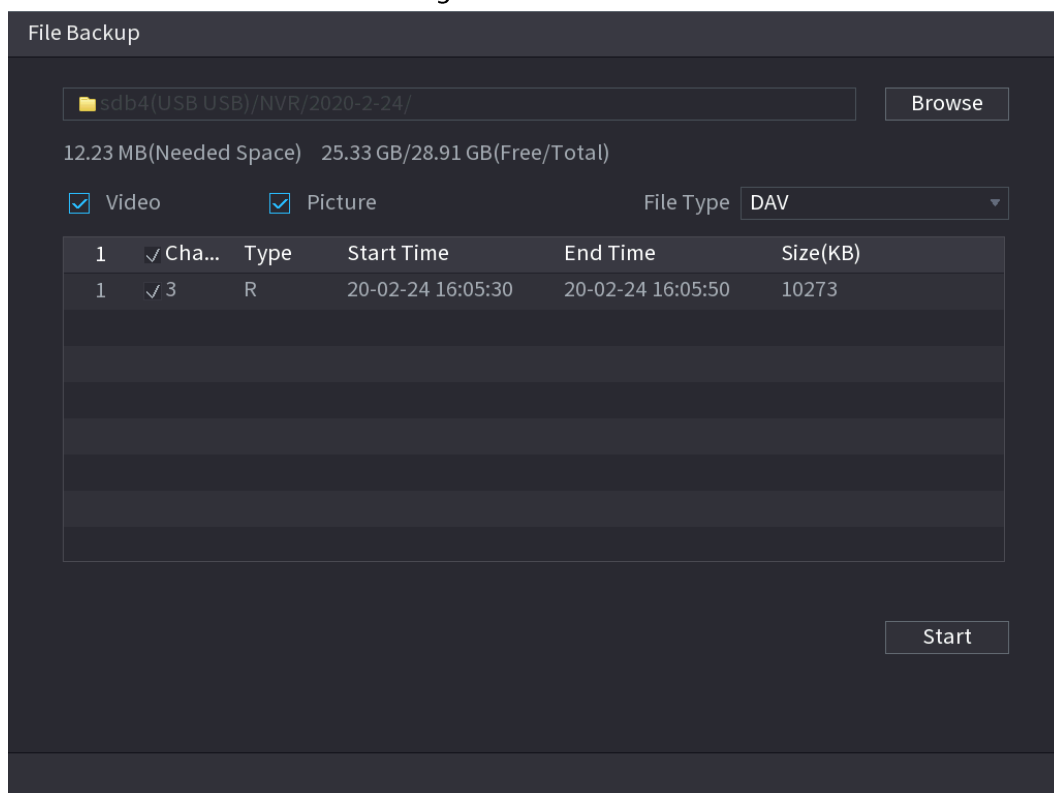 File Backup
sdb4(USB USB)/NVR/2020-2-24/ Browse
12.23 MB(Needed Space) 25.33 GB/28.91 GB(Free/Total)
Video Picture File Type DAV
1 Cha... Type Start Time End Time Size(KB)
1 3 R 20-02-24 16:05:30 20-02-24 16:05:50 10273
Start